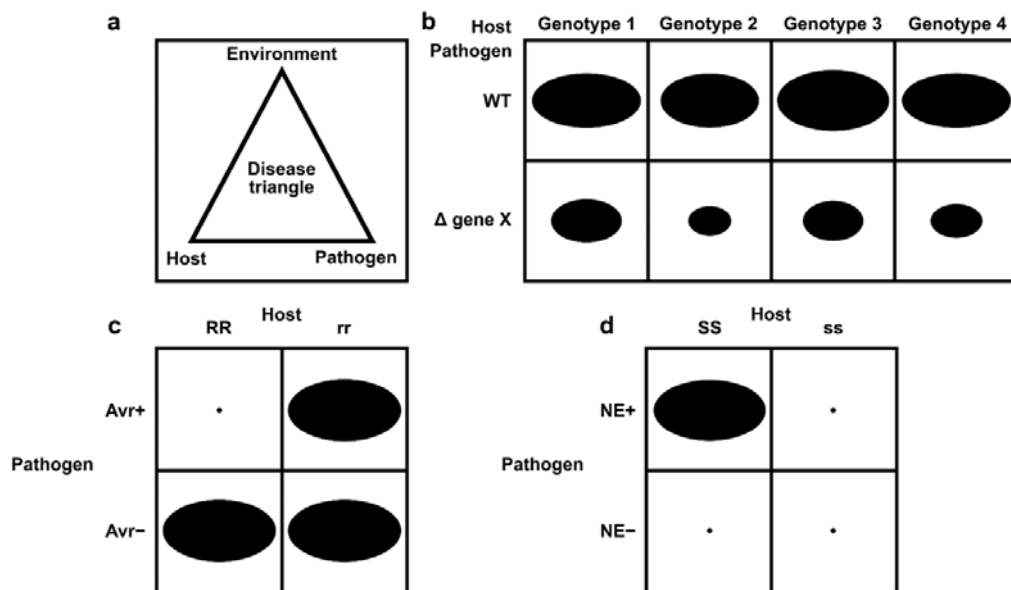 a
Environment
Disease
triangle
Host
Pathogen
b
Host
Pathogen
Genotype 1
Genotype 2
Genotype 3
Genotype 4
WT
Δ gene X
c
Host
RR
rr
Avr+
Pathogen
Avr−
d
Host
SS
ss
NE+
Pathogen
NE−